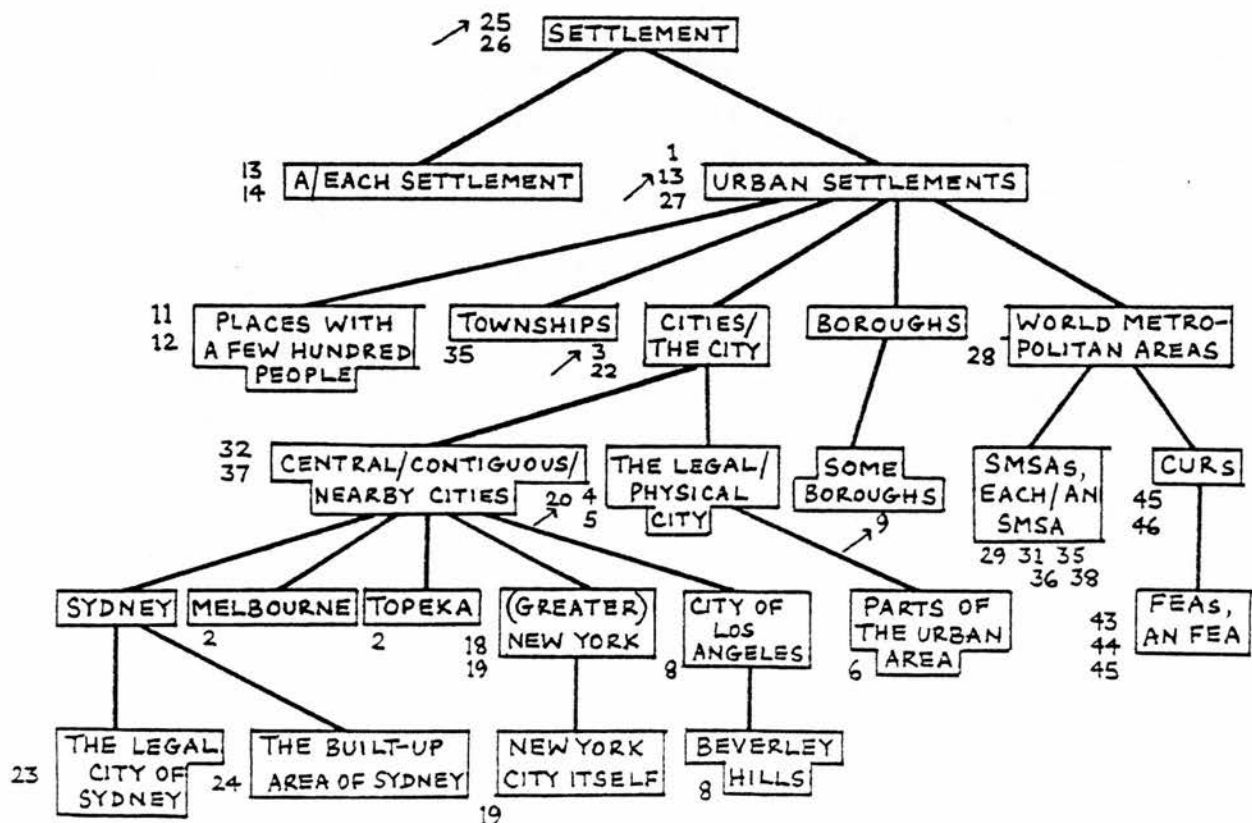 ↗ 25
26
SETTLEMENT
13
14
A/EACH SETTLEMENT
1
↗ 13
27
URBAN SETTLEMENTS
11
12
PLACES WITH
A FEW HUNDRED
PEOPLE
TOWNSHIPS
35
CITIES/
THE CITY
↗ 3
22
BOROUGHS
WORLD METRO-
POLITAN AREAS
28
32
37
CENTRAL/CONTIGUOUS/
NEARBY CITIES
THE LEGAL/
PHYSICAL
CITY
↗ 20 4
5
SOME
BOROUGHS
↗ 9
SMSAs,
EACH/AN
SMSA
29 31 35
36 38
CURS
45
46
SYDNEY
MELBOURNE
2
TOPEKA
2
(GREATER)
NEW YORK
18
19
CITY OF
LOS
ANGELES
8
PARTS OF
THE URBAN
AREA
6
FEAs,
AN FEA
43
44
45
THE LEGAL
CITY OF
SYDNEY
23
THE BUILT-UP
AREA OF SYDNEY
24
NEW YORK
CITY ITSELF
19
BEVERLEY
HILLS
8